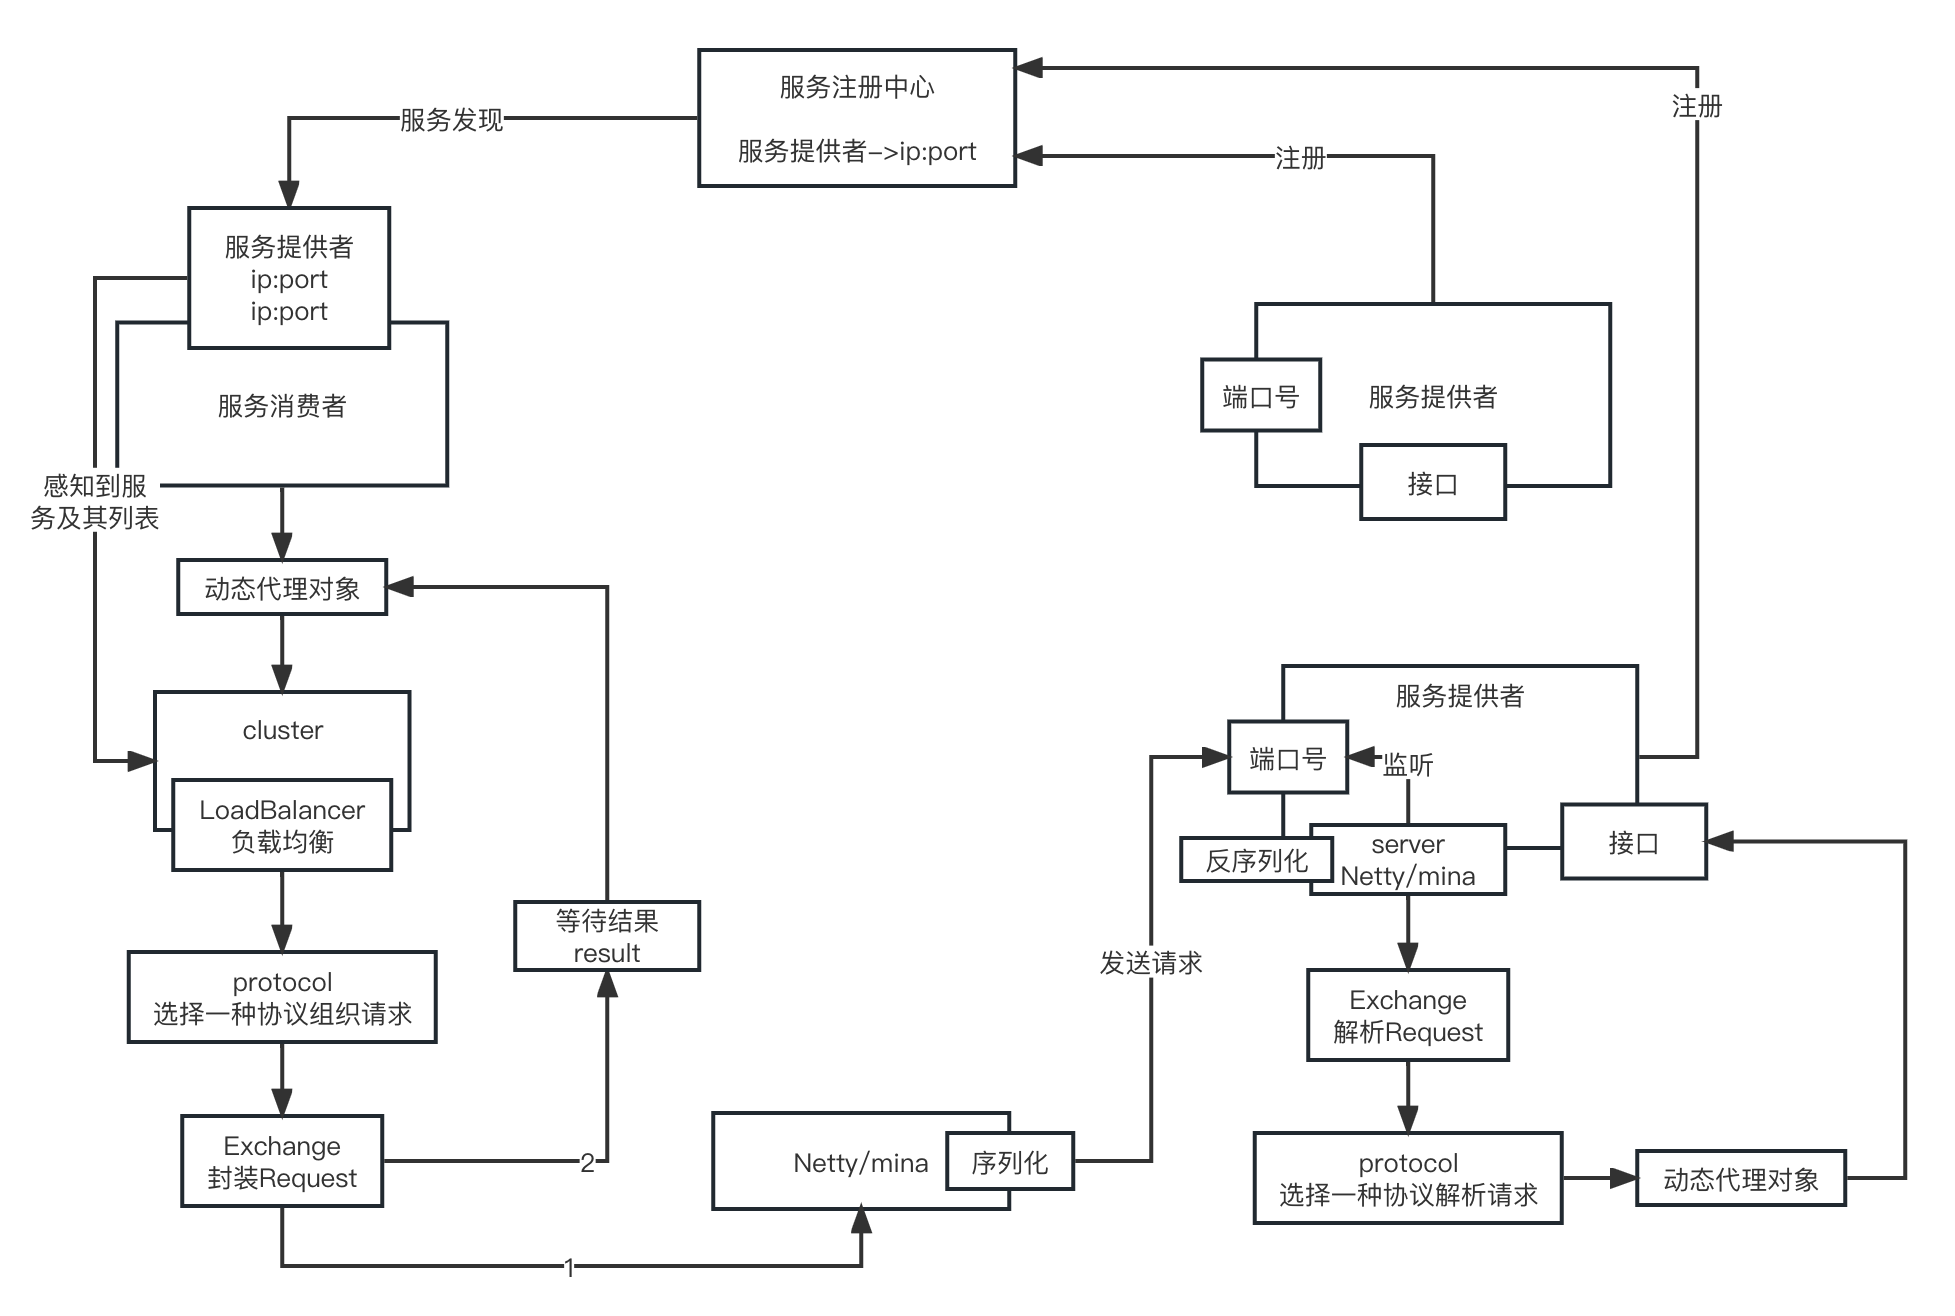 服务注册中心
服务提供者->ip:port
服务发现
注册
注册
服务提供者
ip:port
ip:port
服务消费者
感知到服
务及其列表
端口号
服务提供者
接口
动态代理对象
cluster
LoadBalancer
负载均衡
protocol
选择一种协议组织请求
Exchange
封装Request
等待结果
result
2
1
Netty/mina
序列化
发送请求
服务提供者
端口号
监听
反序列化
server
Netty/mina
接口
Exchange
解析Request
protocol
选择一种协议解析请求
动态代理对象